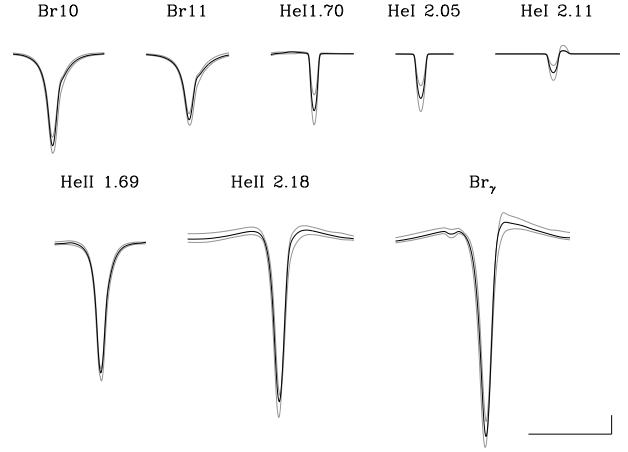 Br10 Br11 HeI1.70 HeI 2.05 HeI 2.11
HeII 1.69 HeII 2.18 Brγ